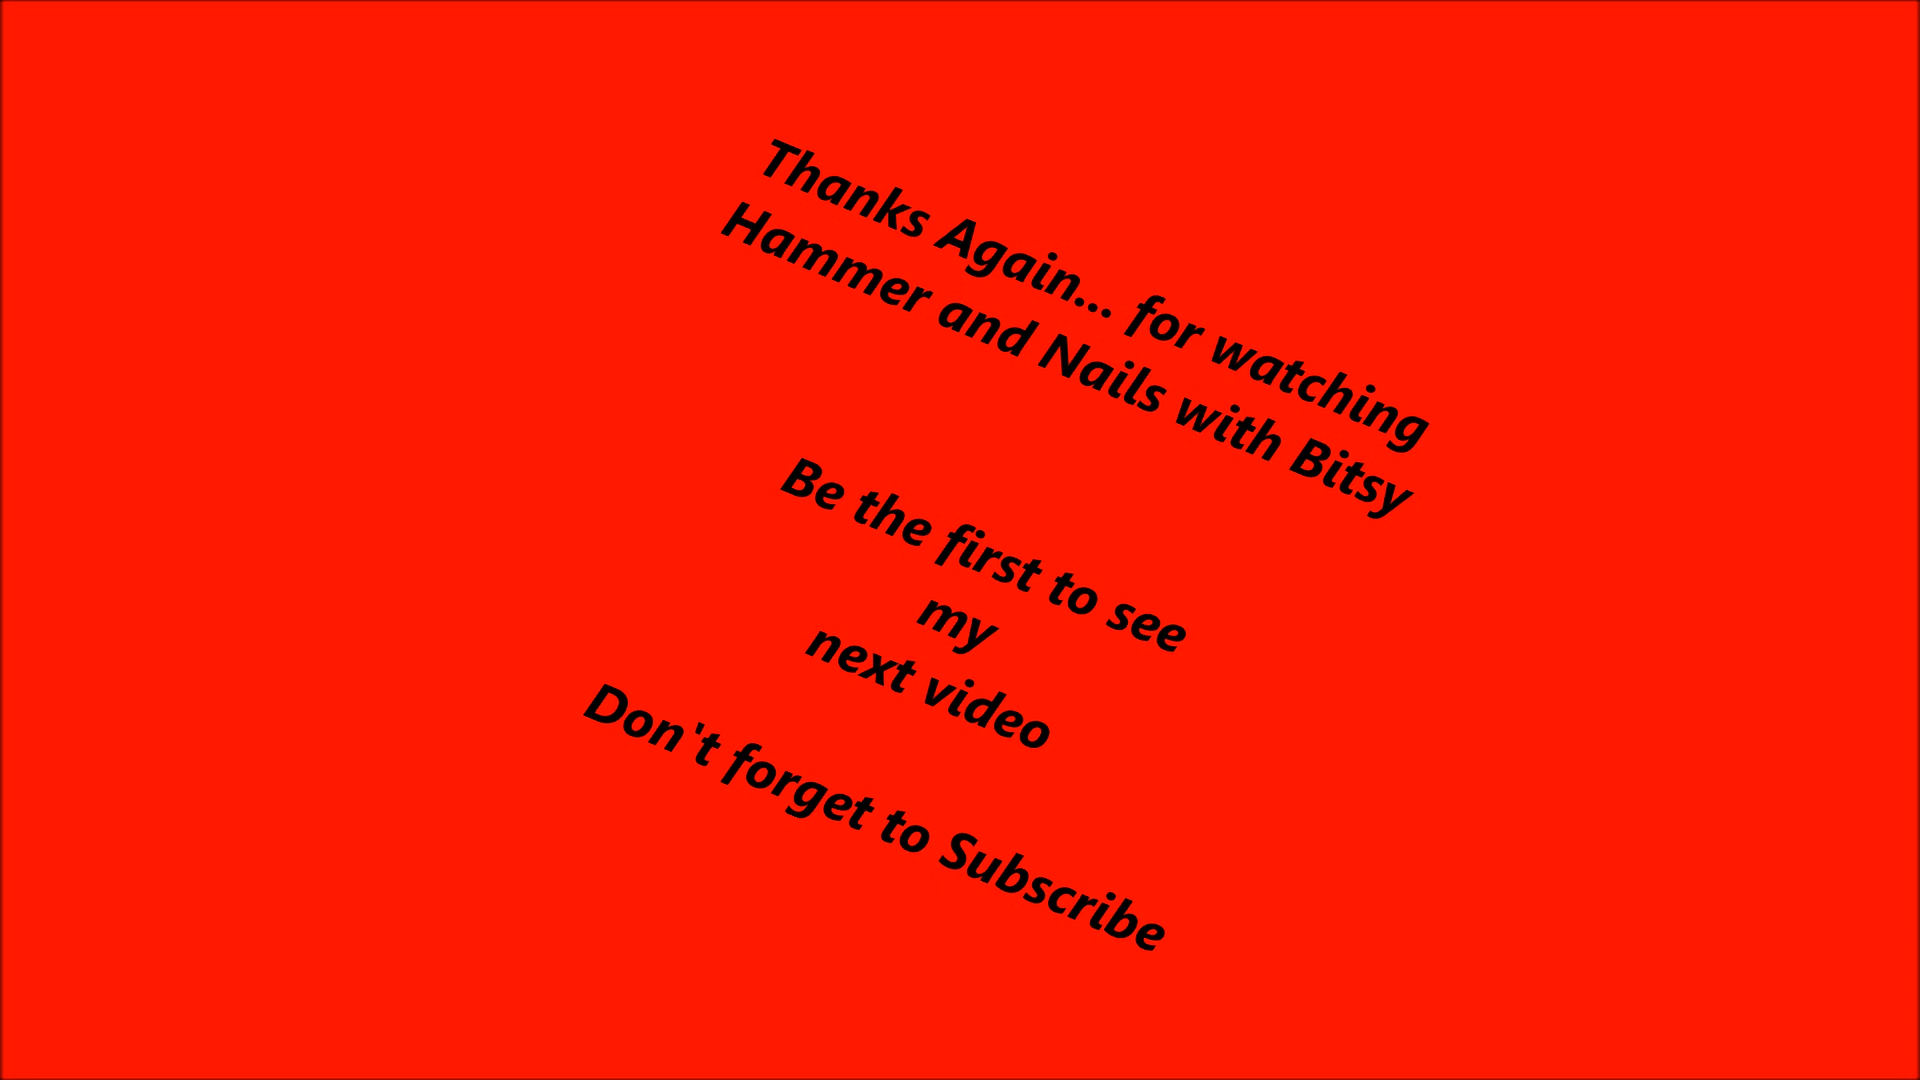 Thanks Again... for watching
Hammer and Nails with Bitsy
Be the first to see
my
next video
Don't forget to Subscribe